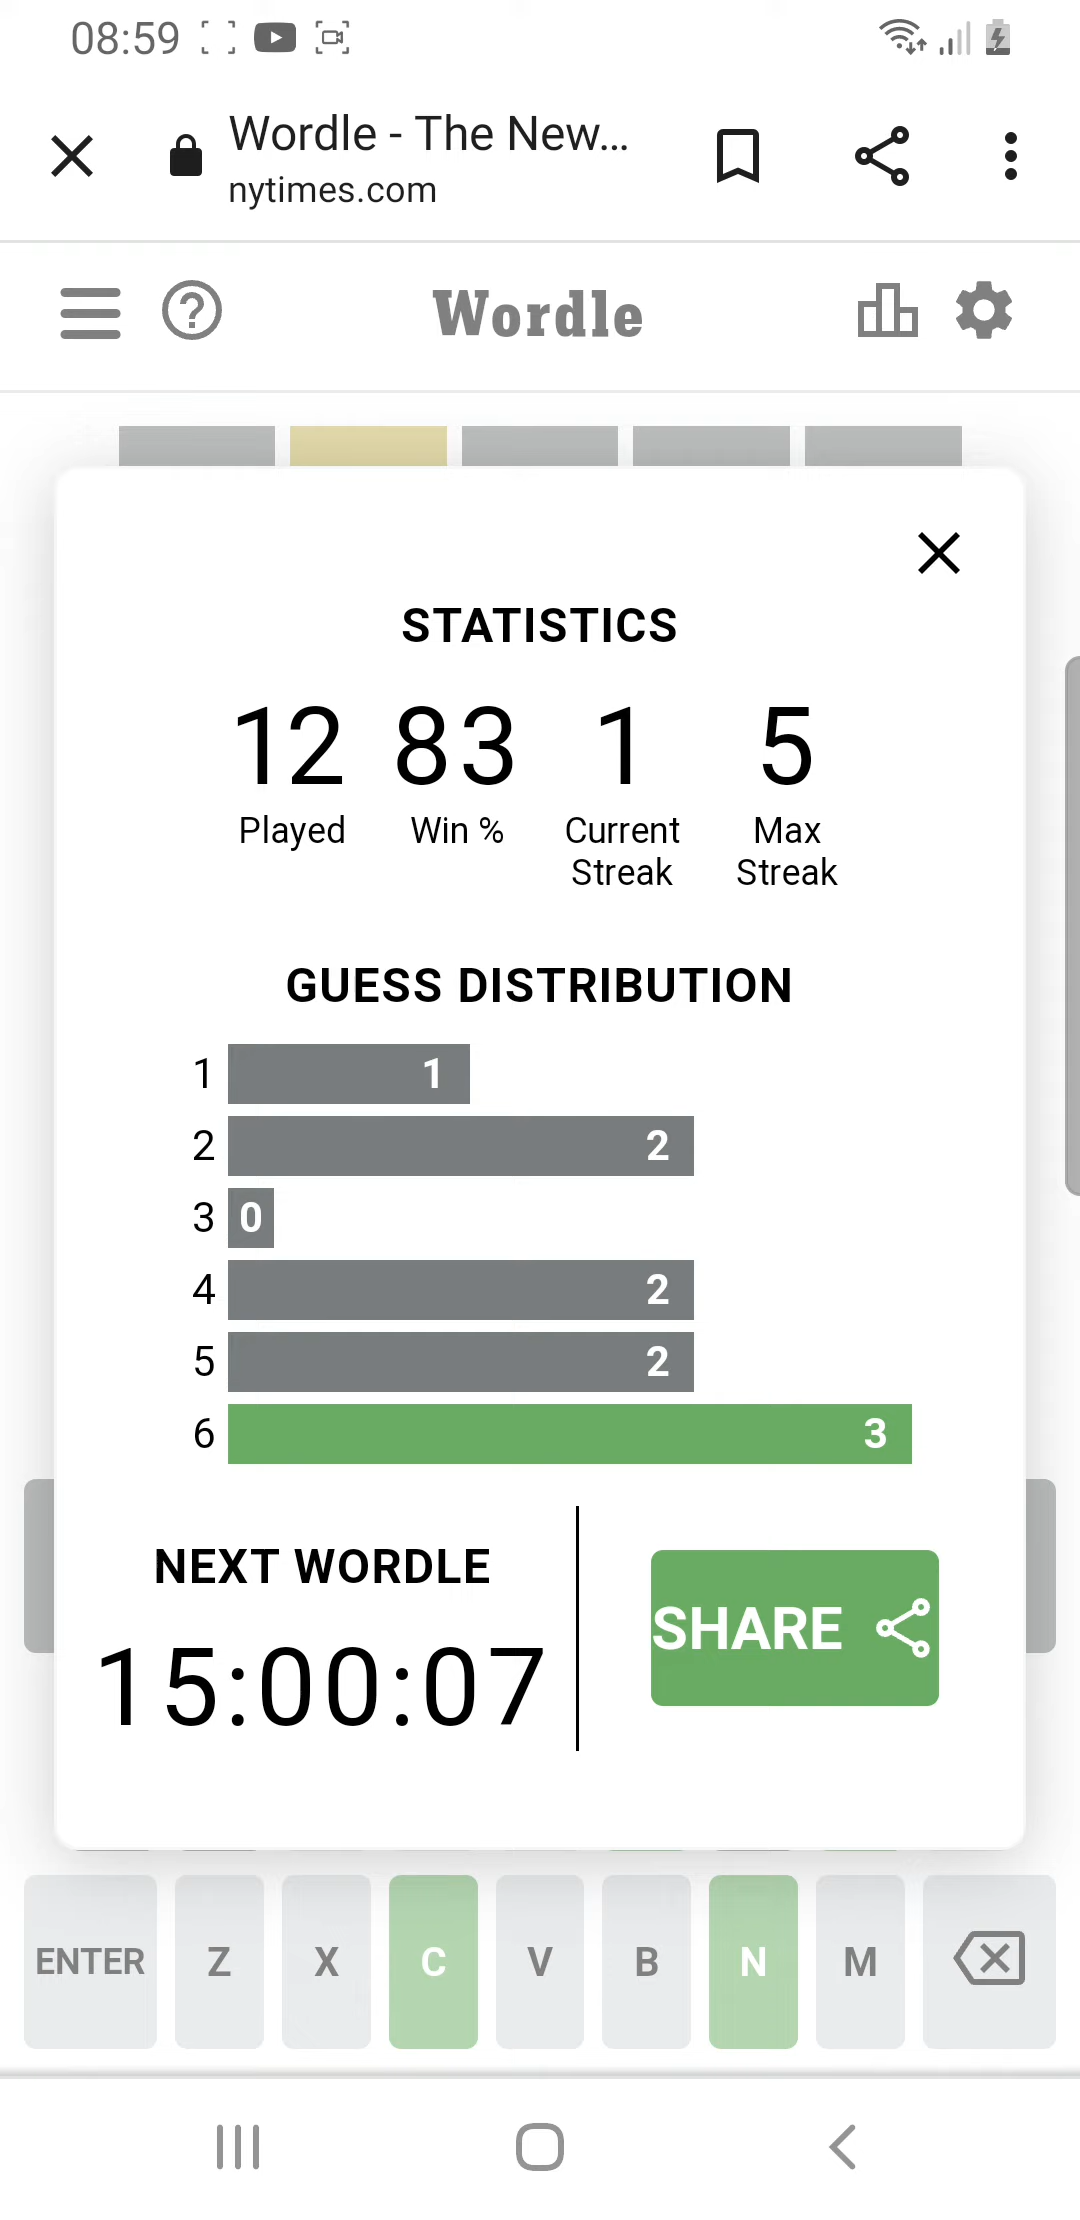 08:59
Wordle - The New...
nytimes.com
Wordle
STATISTICS
12 83 1 5
Played Win % Current Streak Max Streak
GUESS DISTRIBUTION
1 1
2 2
3 0
4 2
5 2
6 3
NEXT WORDLE
15:00:07
SHARE
ENTER Z X C V B N M